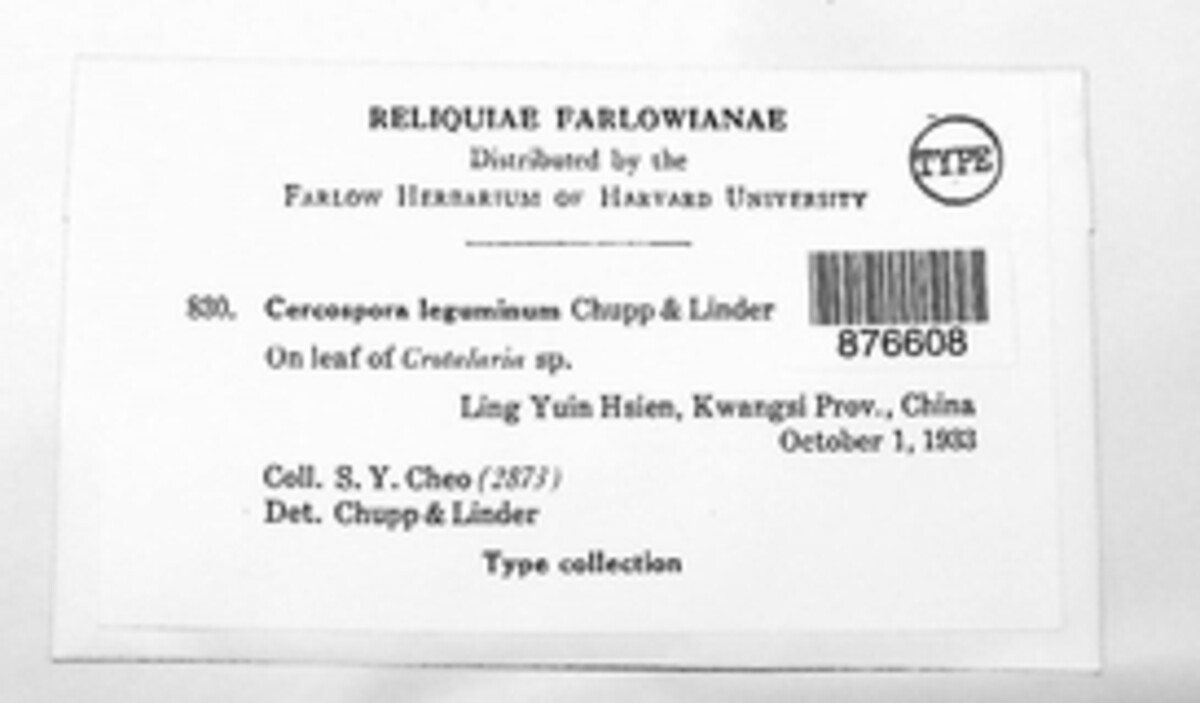 RELIQUIAE FARLOWIANAE
Distributed by the
FARLOW HERBARIUM OF HARVARD UNIVERSITY
TYPE
830. Cercospora leguminum Chupp & Linder
876608
On leaf of Crotalaria sp.
Ling Yuin Hsien, Kwangsi Prov., China
October 1, 1933
Coll. S. Y. Cheo (2873)
Det. Chupp & Linder
Type collection